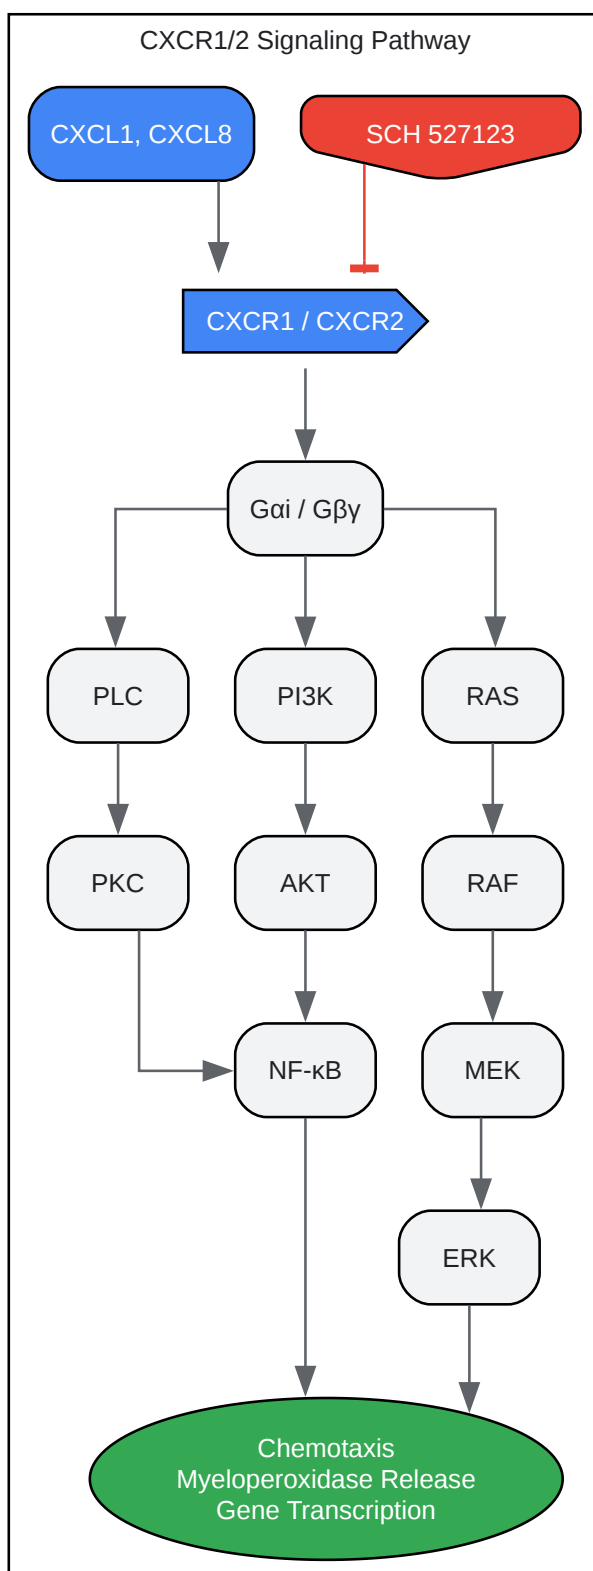 CXCR1/2 Signaling Pathway
CXCL1, CXCL8
SCH 527123
CXCR1 / CXCR2
Gαi / Gβγ
PLC
PI3K
RAS
PKC
AKT
RAF
NF-κB
MEK
ERK
Chemotaxis
Myeloperoxidase Release
Gene Transcription